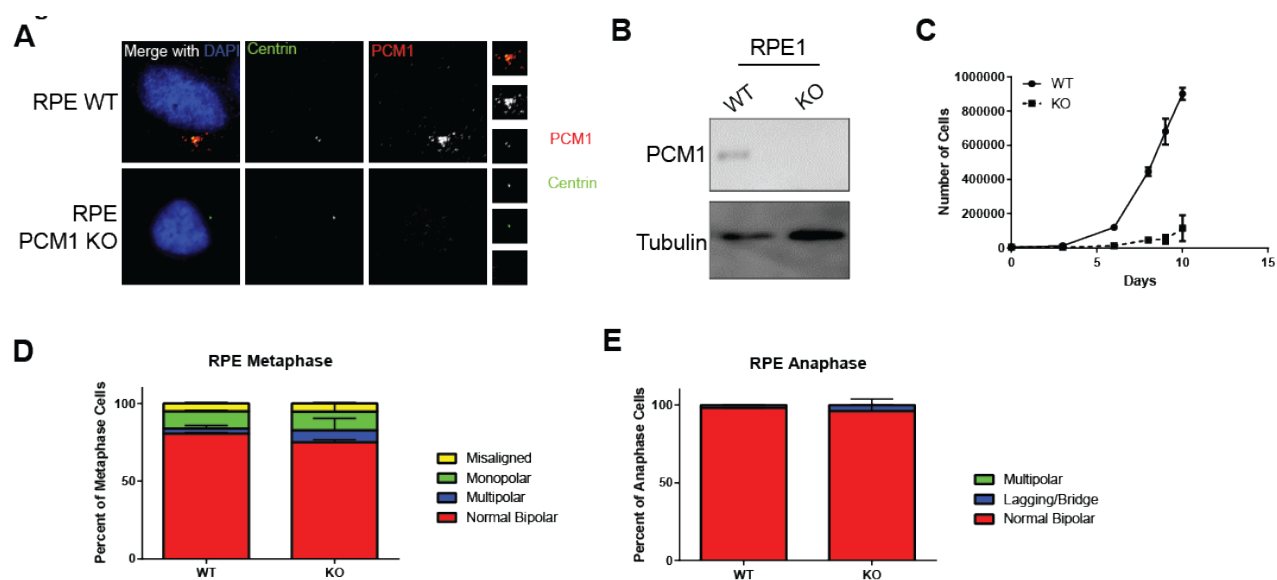 A
Merge with DAPI
Centrin
PCM1
RPE WT
RPE
PCM1 KO
PCM1
Centrin
B
RPE1
WT
KO
PCM1
Tubulin
C
1000000
800000
600000
400000
200000
0
Number of Cells
WT
KO
0
5
10
15
Days
D
RPE Metaphase
100
50
0
Percent of Metaphase Cells
WT
KO
Misaligned
Monopolar
Multipolar
Normal Bipolar
E
RPE Anaphase
100
50
0
Percent of Anaphase Cells
WT
KO
Multipolar
Lagging/Bridge
Normal Bipolar